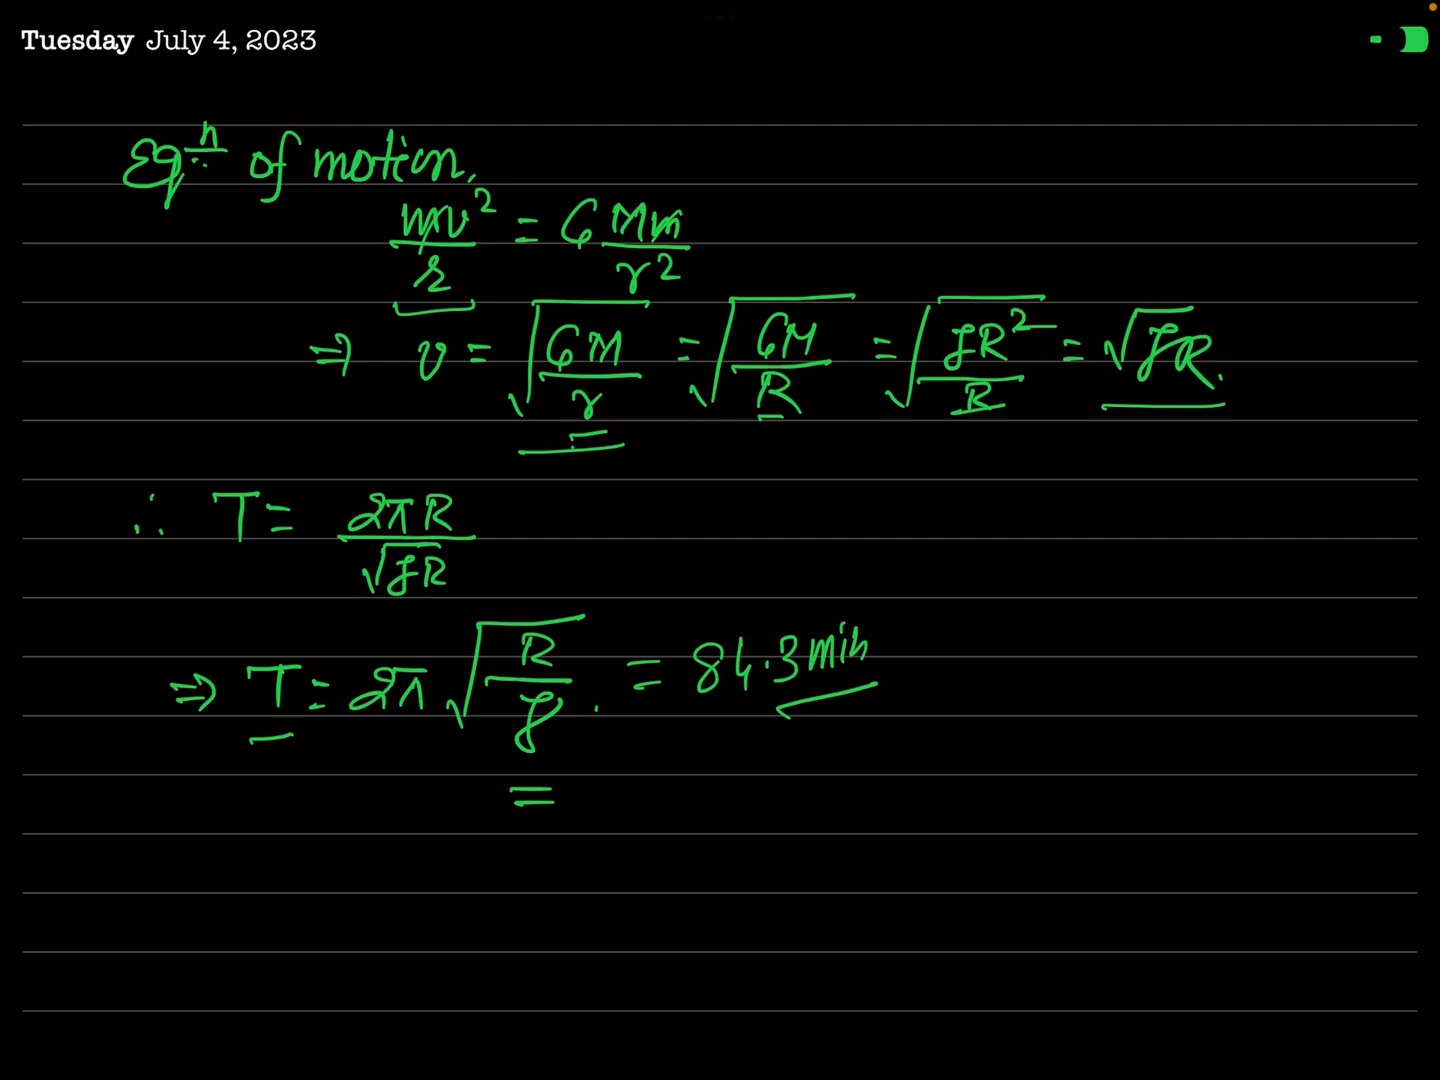 Tuesday July 4, 2023
Eqⁿ of motion,
mv²/r = G Mm/r²
⇒ v = √(GM/r) = √(GM/R) = √(gR²/R) = √gR.
∴ T = 2πR/√gR
⇒ T = 2π √(R/g). = 84.3 min